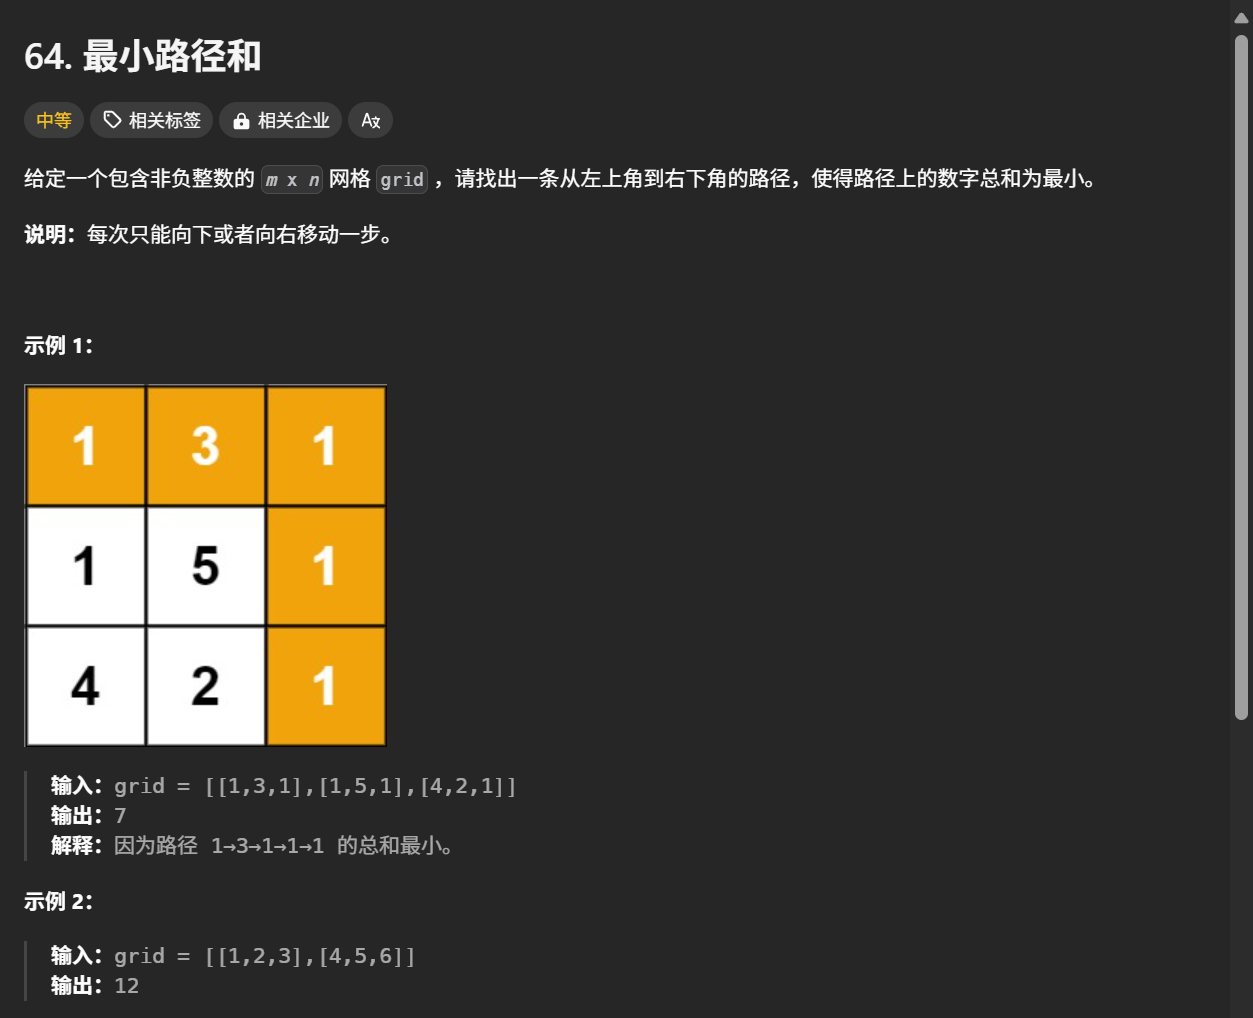 64. 最小路径和
中等 相关标签 相关企业
给定一个包含非负整数的 m x n 网格 grid ，请找出一条从左上角到右下角的路径，使得路径上的数字总和为最小。
说明：每次只能向下或者向右移动一步。
示例 1：
1 3 1
1 5 1
4 2 1
输入：grid = [[1,3,1],[1,5,1],[4,2,1]]
输出：7
解释：因为路径 1→3→1→1→1 的总和最小。
示例 2：
输入：grid = [[1,2,3],[4,5,6]]
输出：12